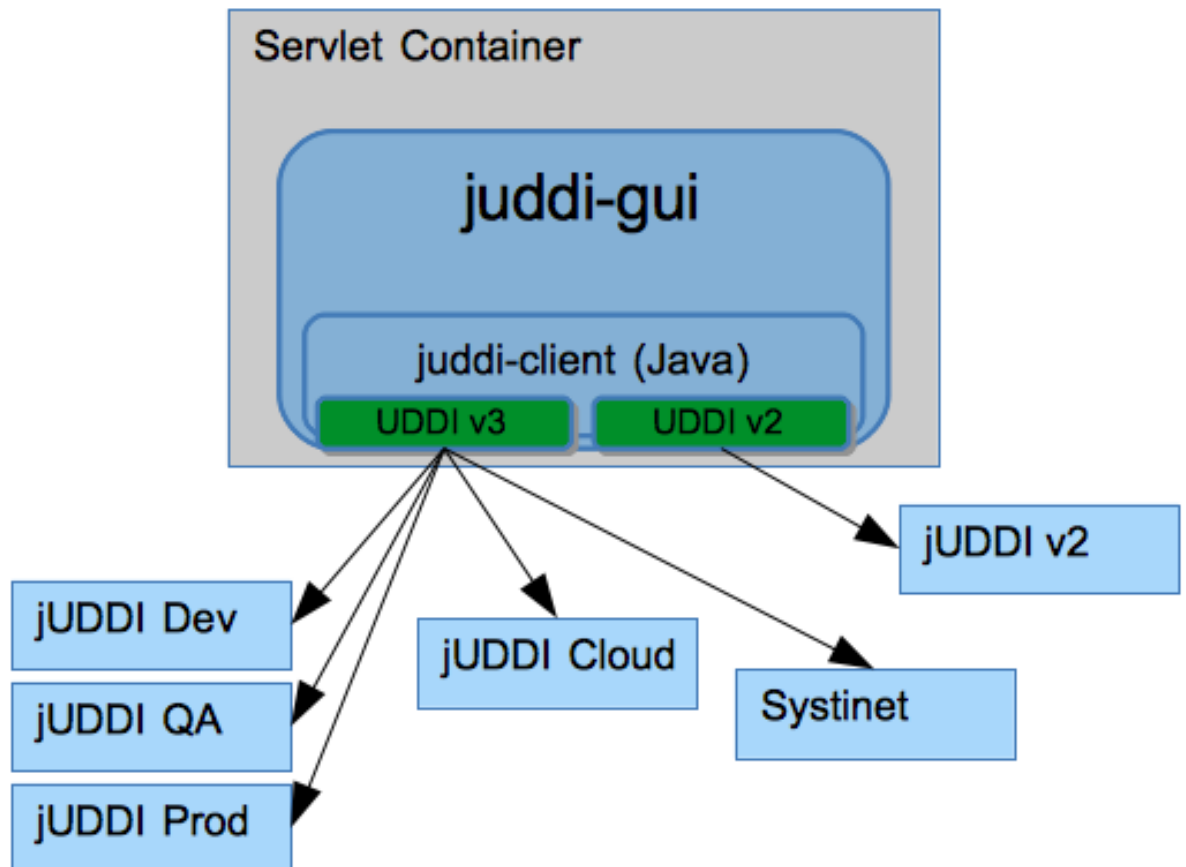 Servlet Container
juddi-gui
juddi-client (Java)
UDDI v3
UDDI v2
jUDDI v2
jUDDI Dev
jUDDI Cloud
jUDDI QA
Systinet
jUDDI Prod